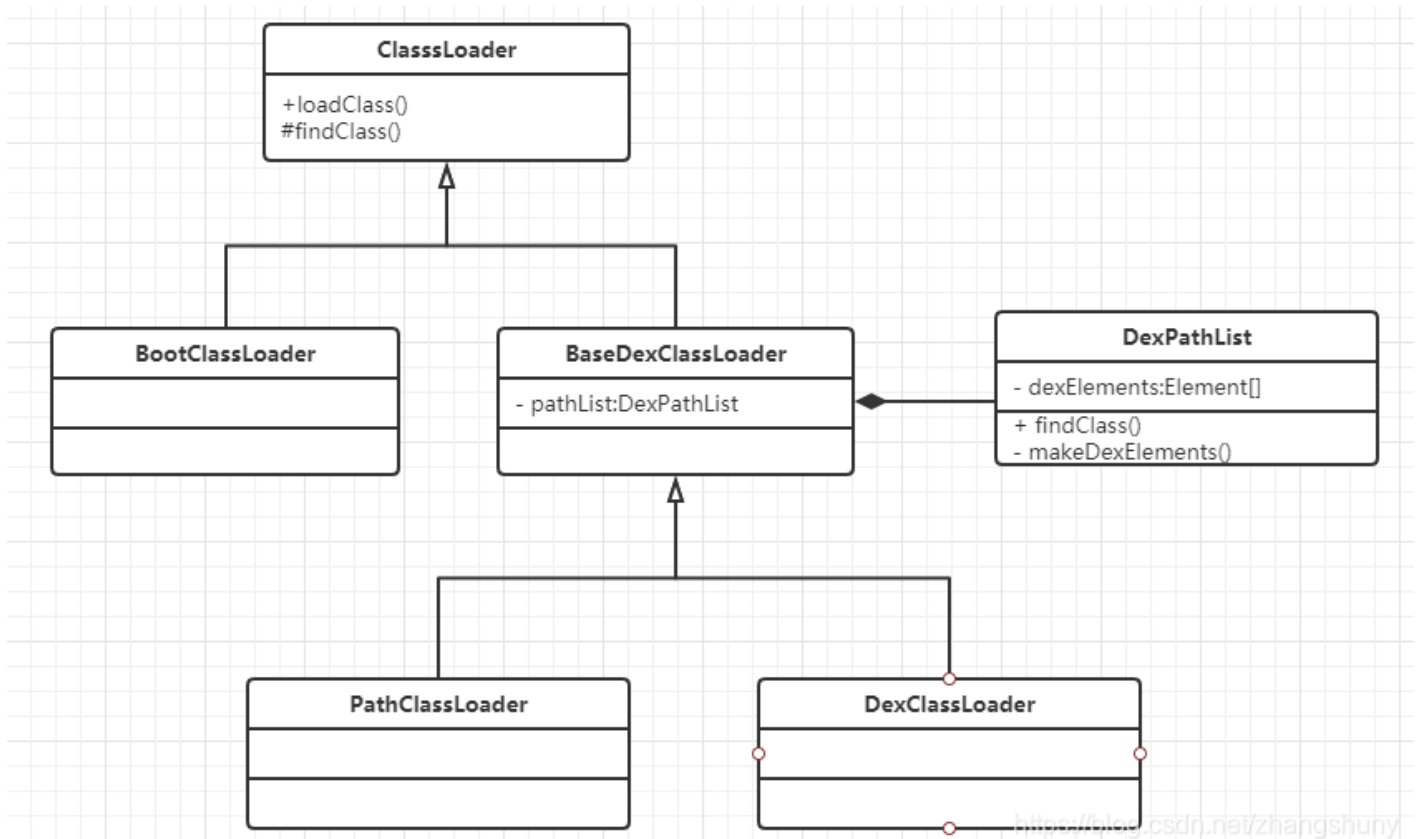 ClasssLoader
+loadClass()
#findClass()
BootClassLoader
BaseDexClassLoader
- pathList:DexPathList
DexPathList
- dexElements:Element[]
+ findClass()
- makeDexElements()
PathClassLoader
DexClassLoader
https://blog.csdn.net/zhangshuny